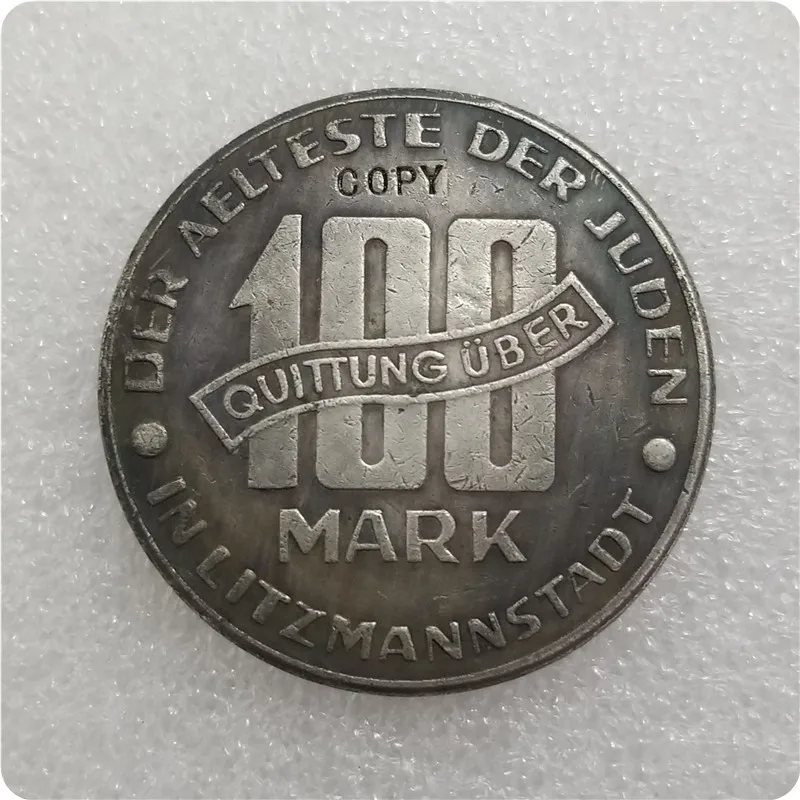 DER AELTESTE DER JUDEN
COPY
100
QUITTUNG ÜBER
MARK
IN LITZMANNSTADT